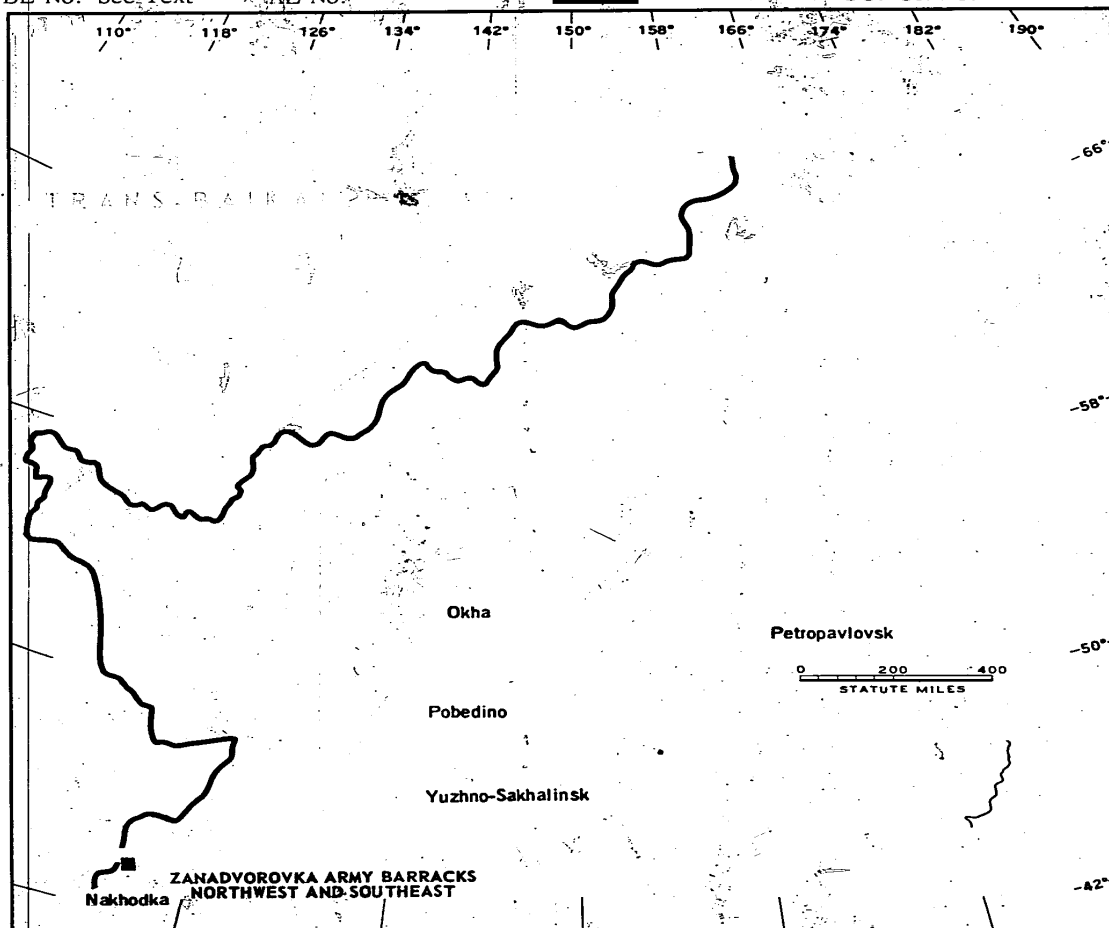 110° 118° 126° 134° 142° 150° 158° 166° 174° 182° 190°
-66°
TRANS-BAIKAL
-58°
Okha
Petropavlovsk
-50°
0 200 400
STATUTE MILES
Pobedino
Yuzhno-Sakhalinsk
ZANADVOROVKA ARMY BARRACKS
NORTHWEST AND SOUTHEAST
-42°
Nakhodka